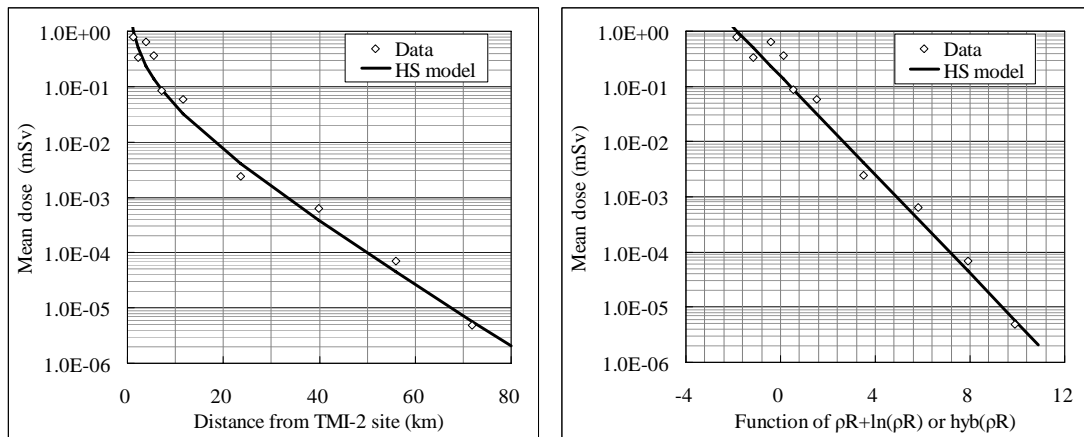 1.0E+00
1.0E-01
1.0E-02
1.0E-03
1.0E-04
1.0E-05
1.0E-06
Mean dose (mSv)
Data
HS model
0 20 40 60 80
Distance from TMI-2 site (km)
1.0E+00
1.0E-01
1.0E-02
1.0E-03
1.0E-04
1.0E-05
1.0E-06
Mean dose (mSv)
Data
HS model
-4 0 4 8 12
Function of ρR+ln(ρR) or hyb(ρR)